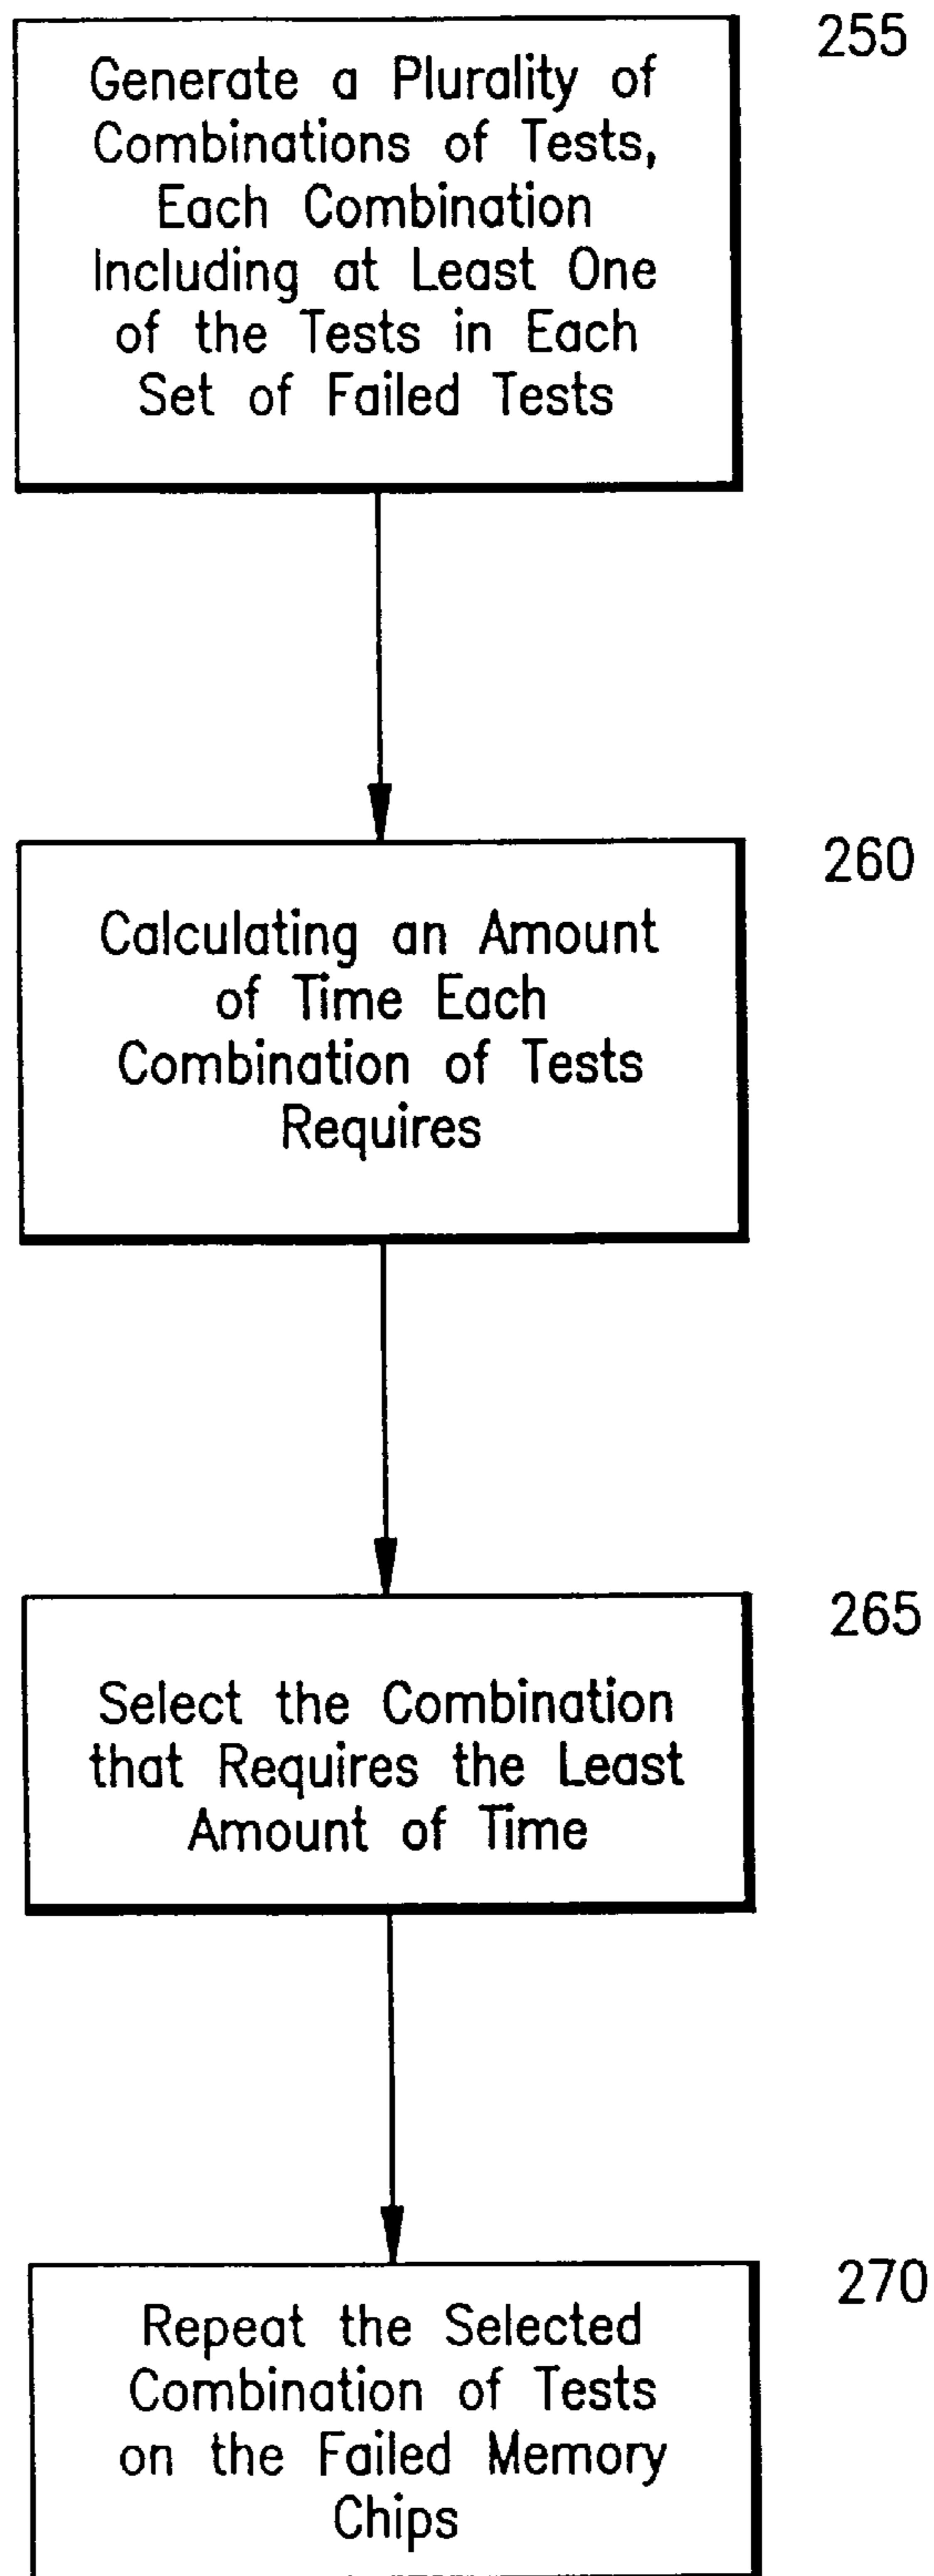 255
Generate a Plurality of
Combinations of Tests,
Each Combination
Including at Least One
of the Tests in Each
Set of Failed Tests
260
Calculating an Amount
of Time Each
Combination of Tests
Requires
265
Select the Combination
that Requires the Least
Amount of Time
270
Repeat the Selected
Combination of Tests
on the Failed Memory
Chips